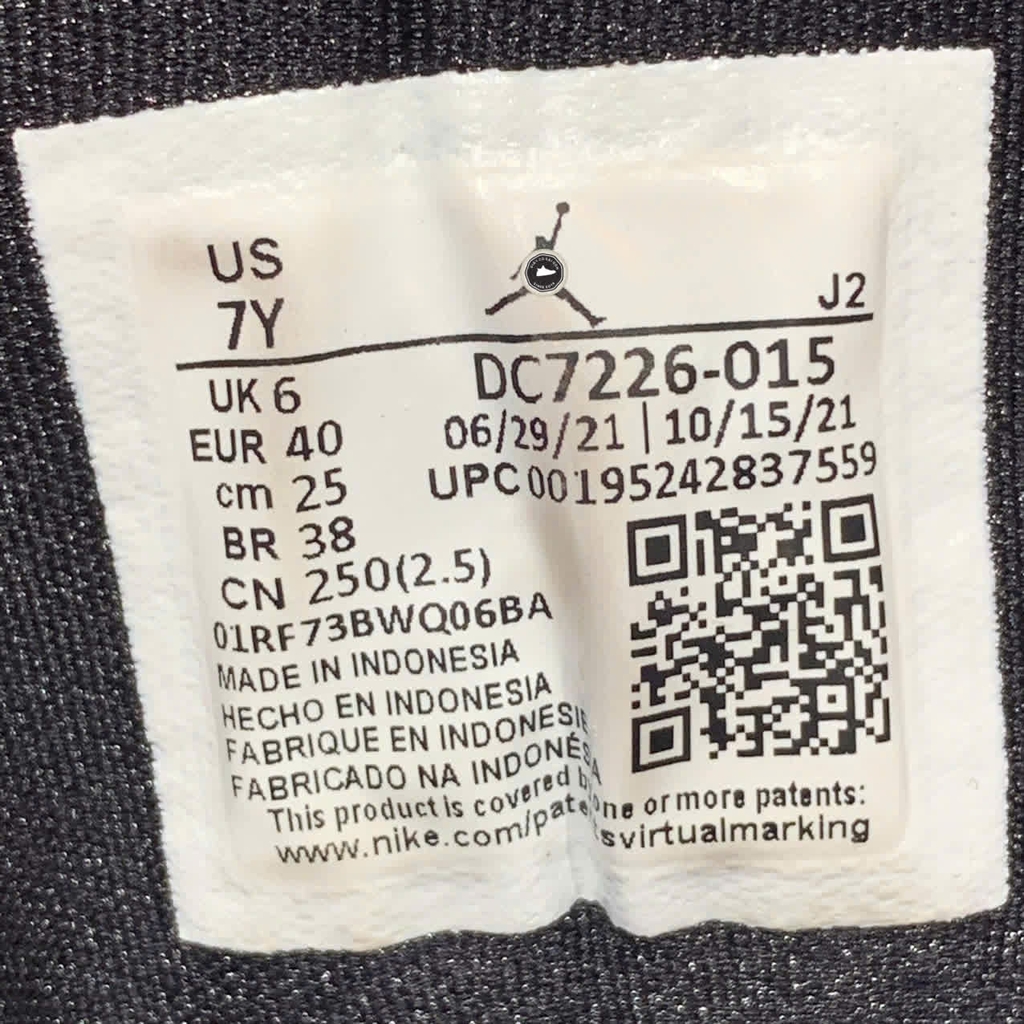 US
7Y
J2
UK 6
DC7226-015
EUR 40
06/29/21 | 10/15/21
cm 25
UPC 00195242837559
BR 38
CN 250(2.5)
01RF73BWQ06BA
MADE IN INDONESIA
HECHO EN INDONESIA
FABRIQUE EN INDONESIE
FABRICADO NA INDONÉSIA
This product is covered by one or more patents:
www.nike.com/patentsvirtualmarking